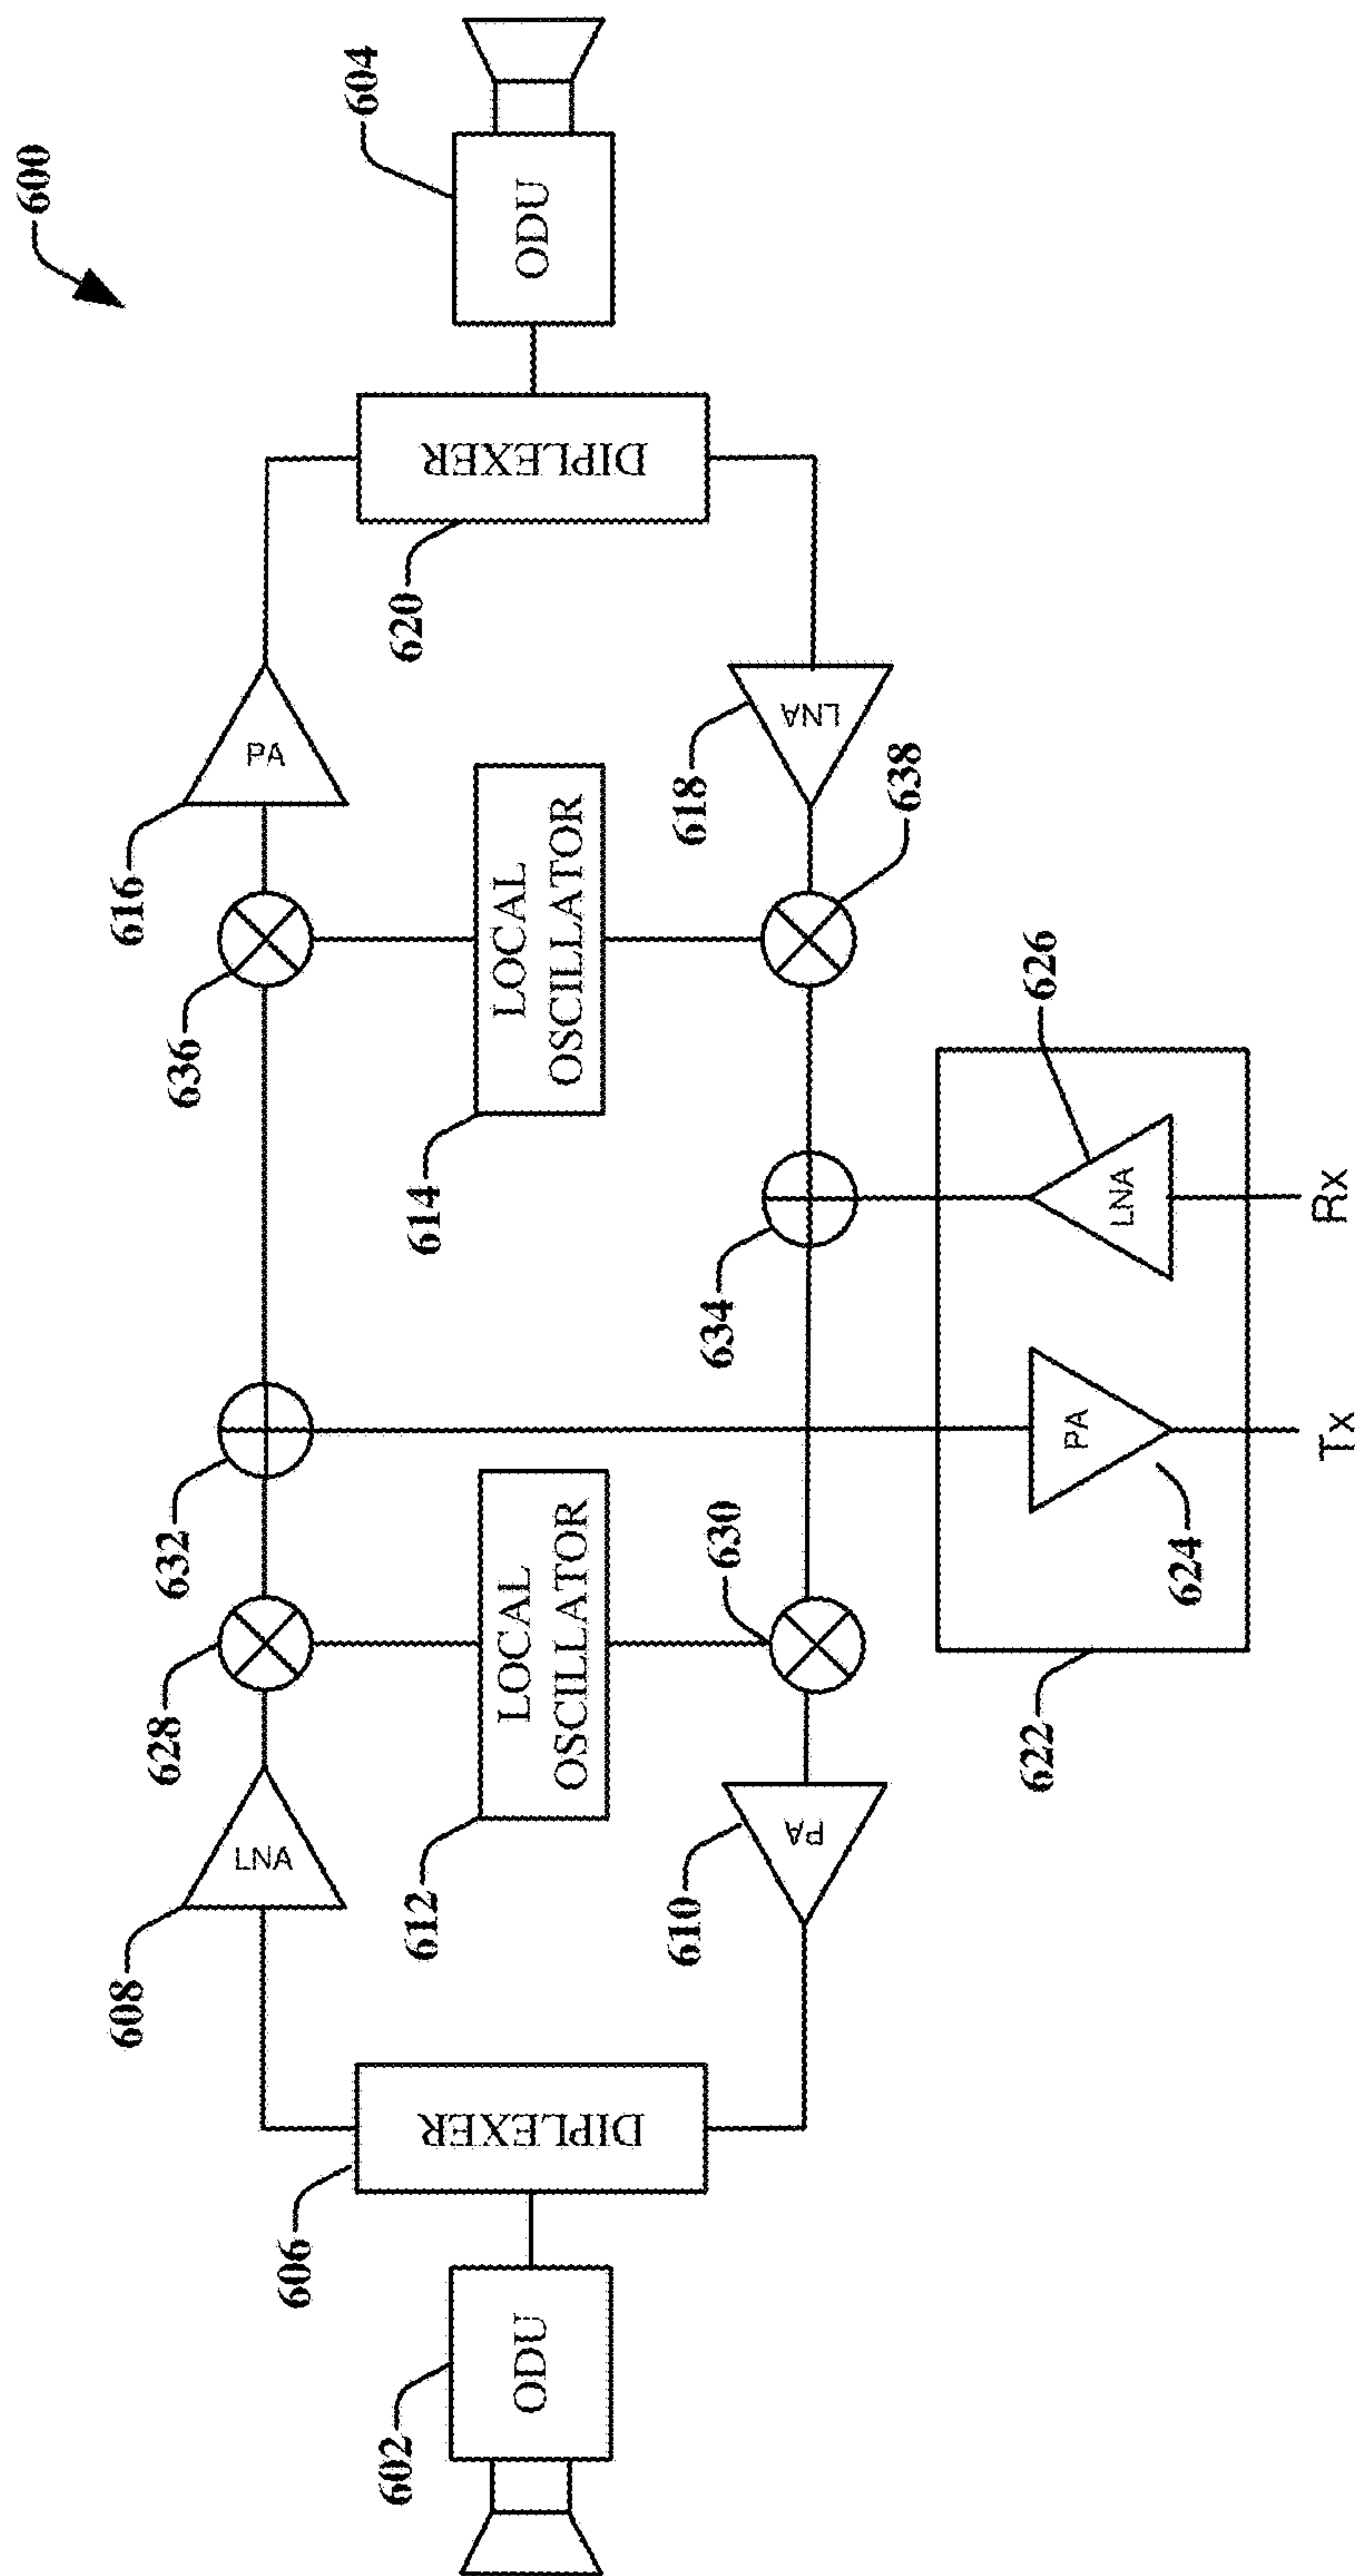 600
604
ODU
DIPLEXER
620
616
PA
LNA
618
636
638
LOCAL
OSCILLATOR
614
626
634
LNA
Rx
632
PA
Tx
624
622
628
630
LOCAL
OSCILLATOR
612
LNA
608
PA
610
DIPLEXER
606
ODU
602